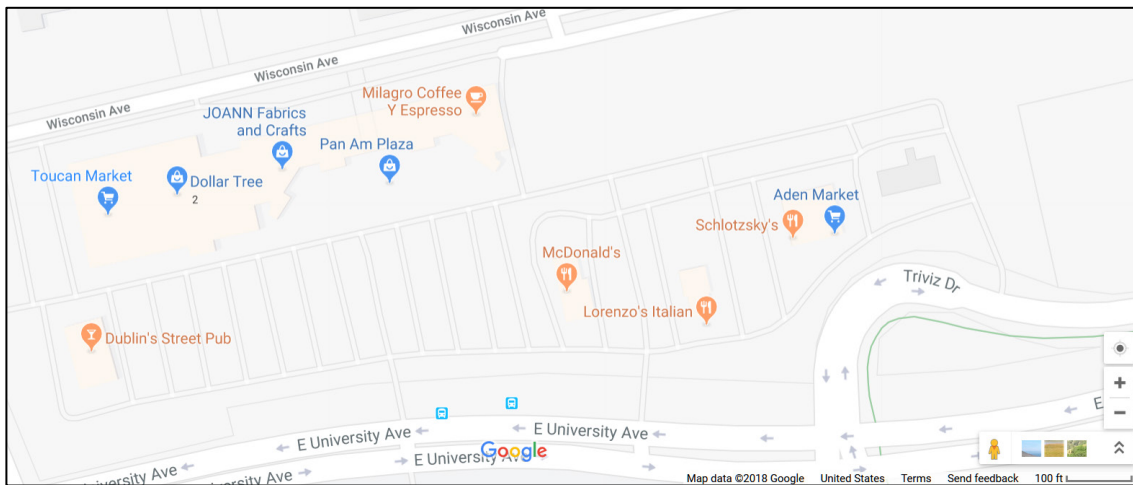 Wisconsin Ave
Wisconsin Ave
Wisconsin Ave
Milagro Coffee
Y Espresso
JOANN Fabrics
and Crafts
Pan Am Plaza
Toucan Market
Dollar Tree
2
Aden Market
Schlotzsky's
McDonald's
Triviz Dr
Lorenzo's Italian
Dublin's Street Pub
E University Ave
E University Ave
E
Google
E University Ave
University Ave
Map data ©2018 Google United States Terms Send feedback 100 ft